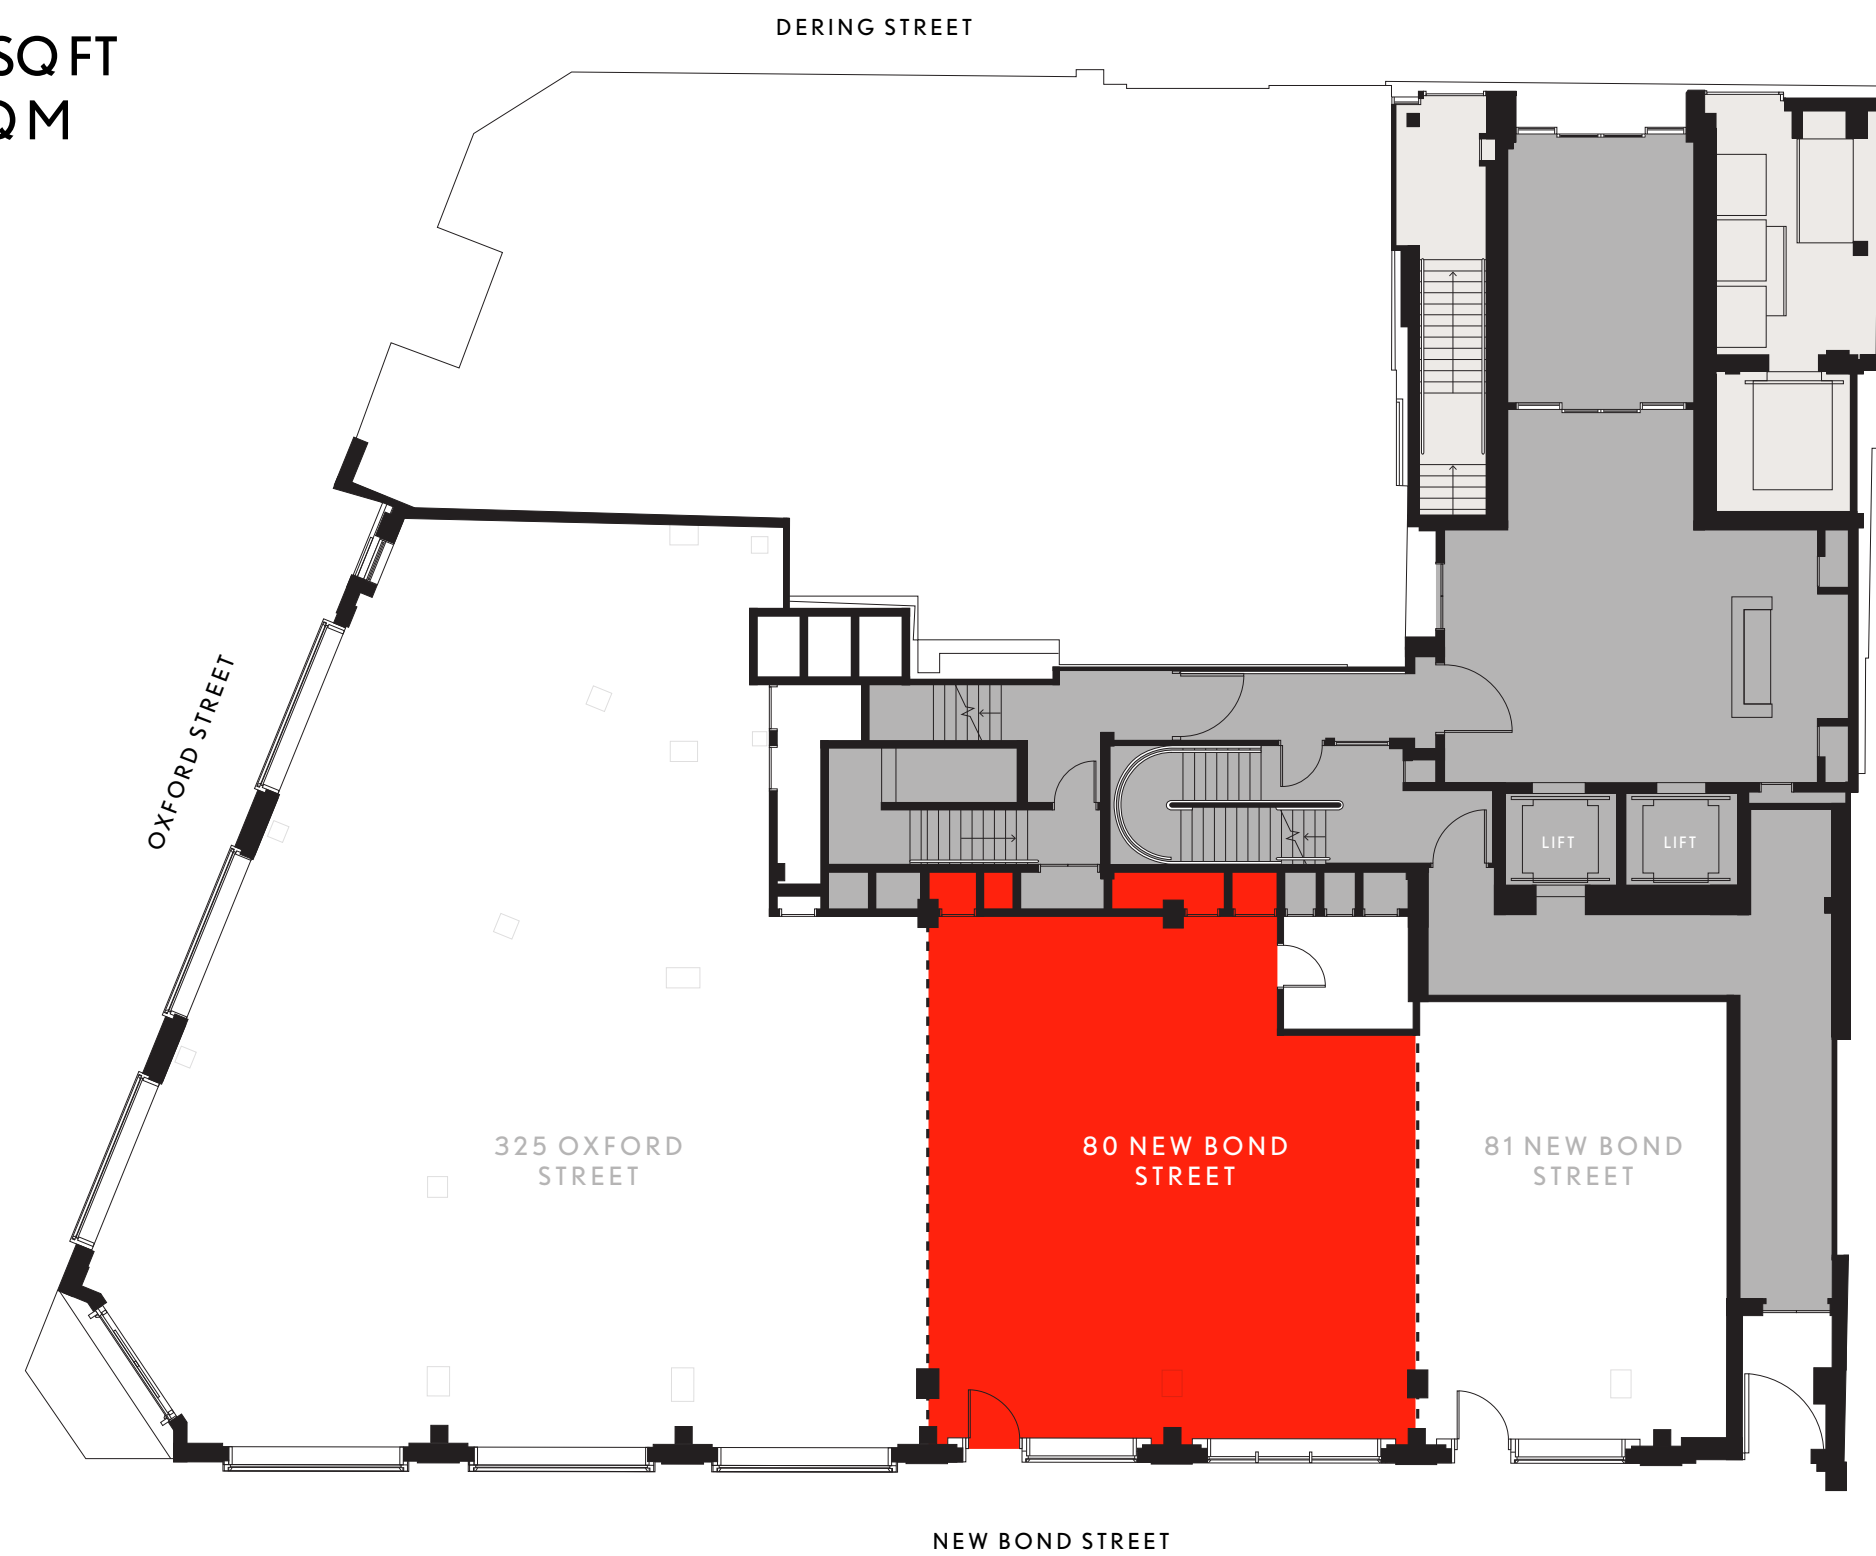 DERING STREET
SQ FT
Q M
OXFORD STREET
LIFT
LIFT
325 OXFORD
STREET
80 NEW BOND
STREET
81 NEW BOND
STREET
NEW BOND STREET